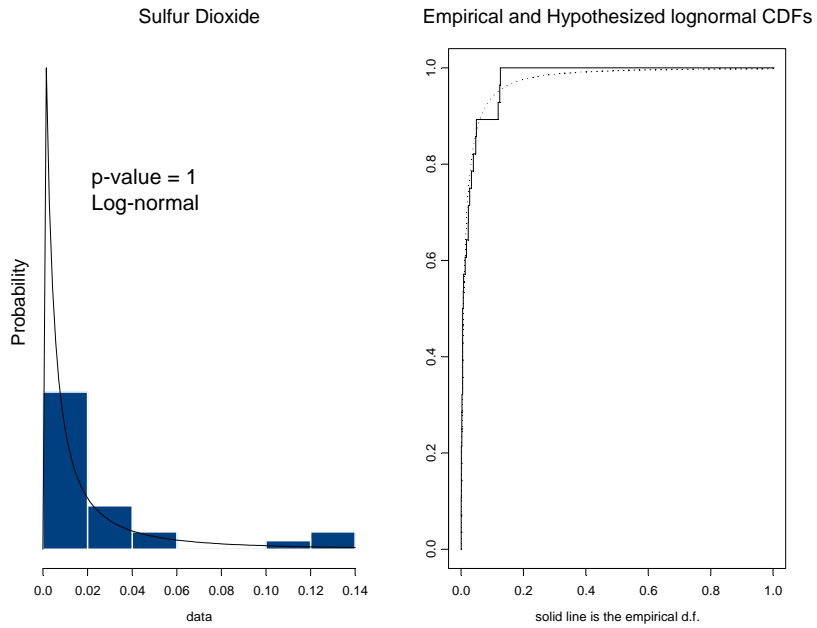 Sulfur Dioxide
p-value = 1
Log-normal
Probability
0.0 0.02 0.04 0.06 0.08 0.10 0.12 0.14
data
Empirical and Hypothesized lognormal CDFs
1.0
0.8
0.6
0.4
0.2
0.0
0.0 0.2 0.4 0.6 0.8 1.0
solid line is the empirical d.f.